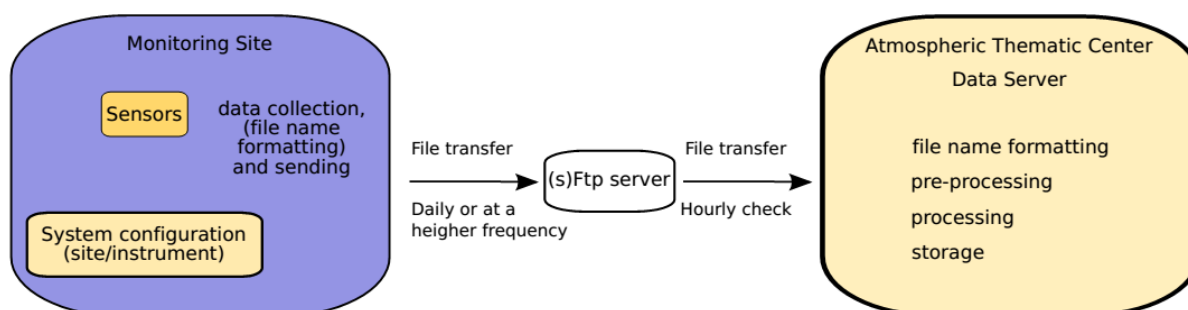 Monitoring Site
Sensors
data collection,
(file name
formatting)
and sending
System configuration
(site/instrument)
File transfer
Daily or at a
heigher frequency
(s)Ftp server
File transfer
Hourly check
Atmospheric Thematic Center
Data Server
file name formatting
pre-processing
processing
storage